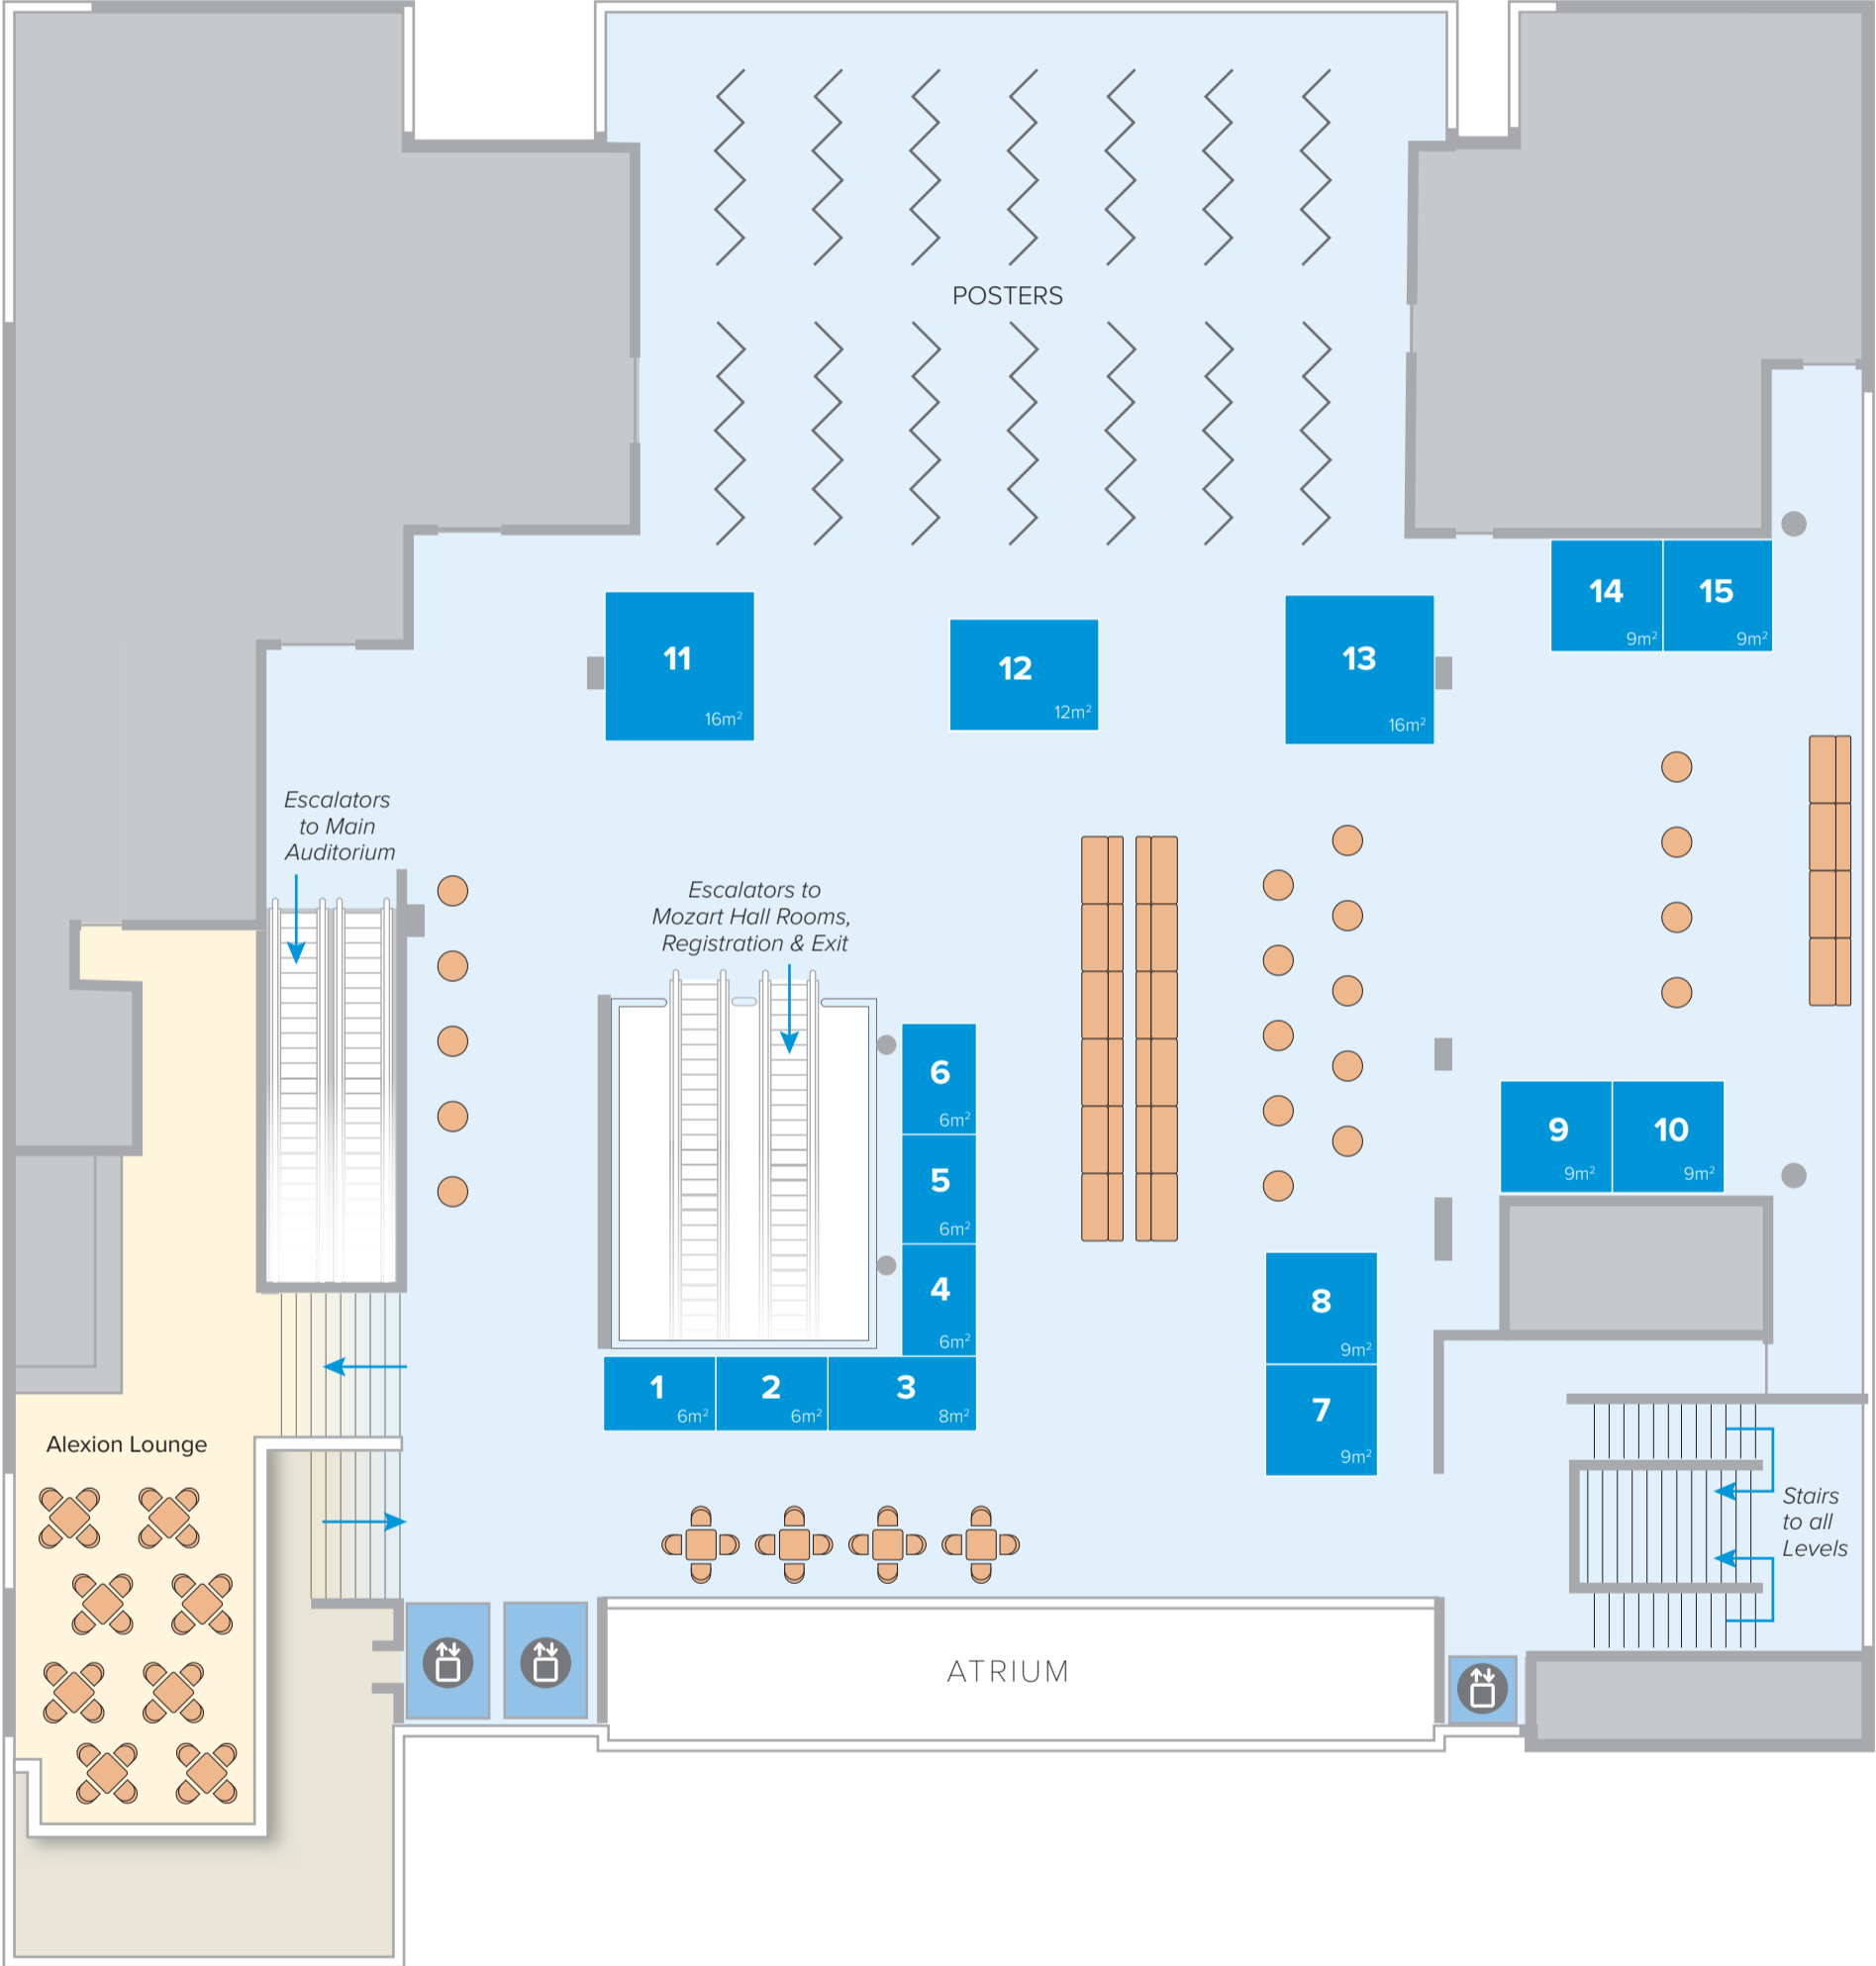 POSTERS
14
9m²
15
9m²
11
16m²
12
12m²
13
16m²
Escalators
to Main
Auditorium
Escalators to
Mozart Hall Rooms,
Registration & Exit
6
6m²
5
6m²
4
6m²
1
6m²
2
6m²
3
8m²
9
9m²
10
9m²
8
9m²
7
9m²
Alexion Lounge
Stairs
to all
Levels
ATRIUM